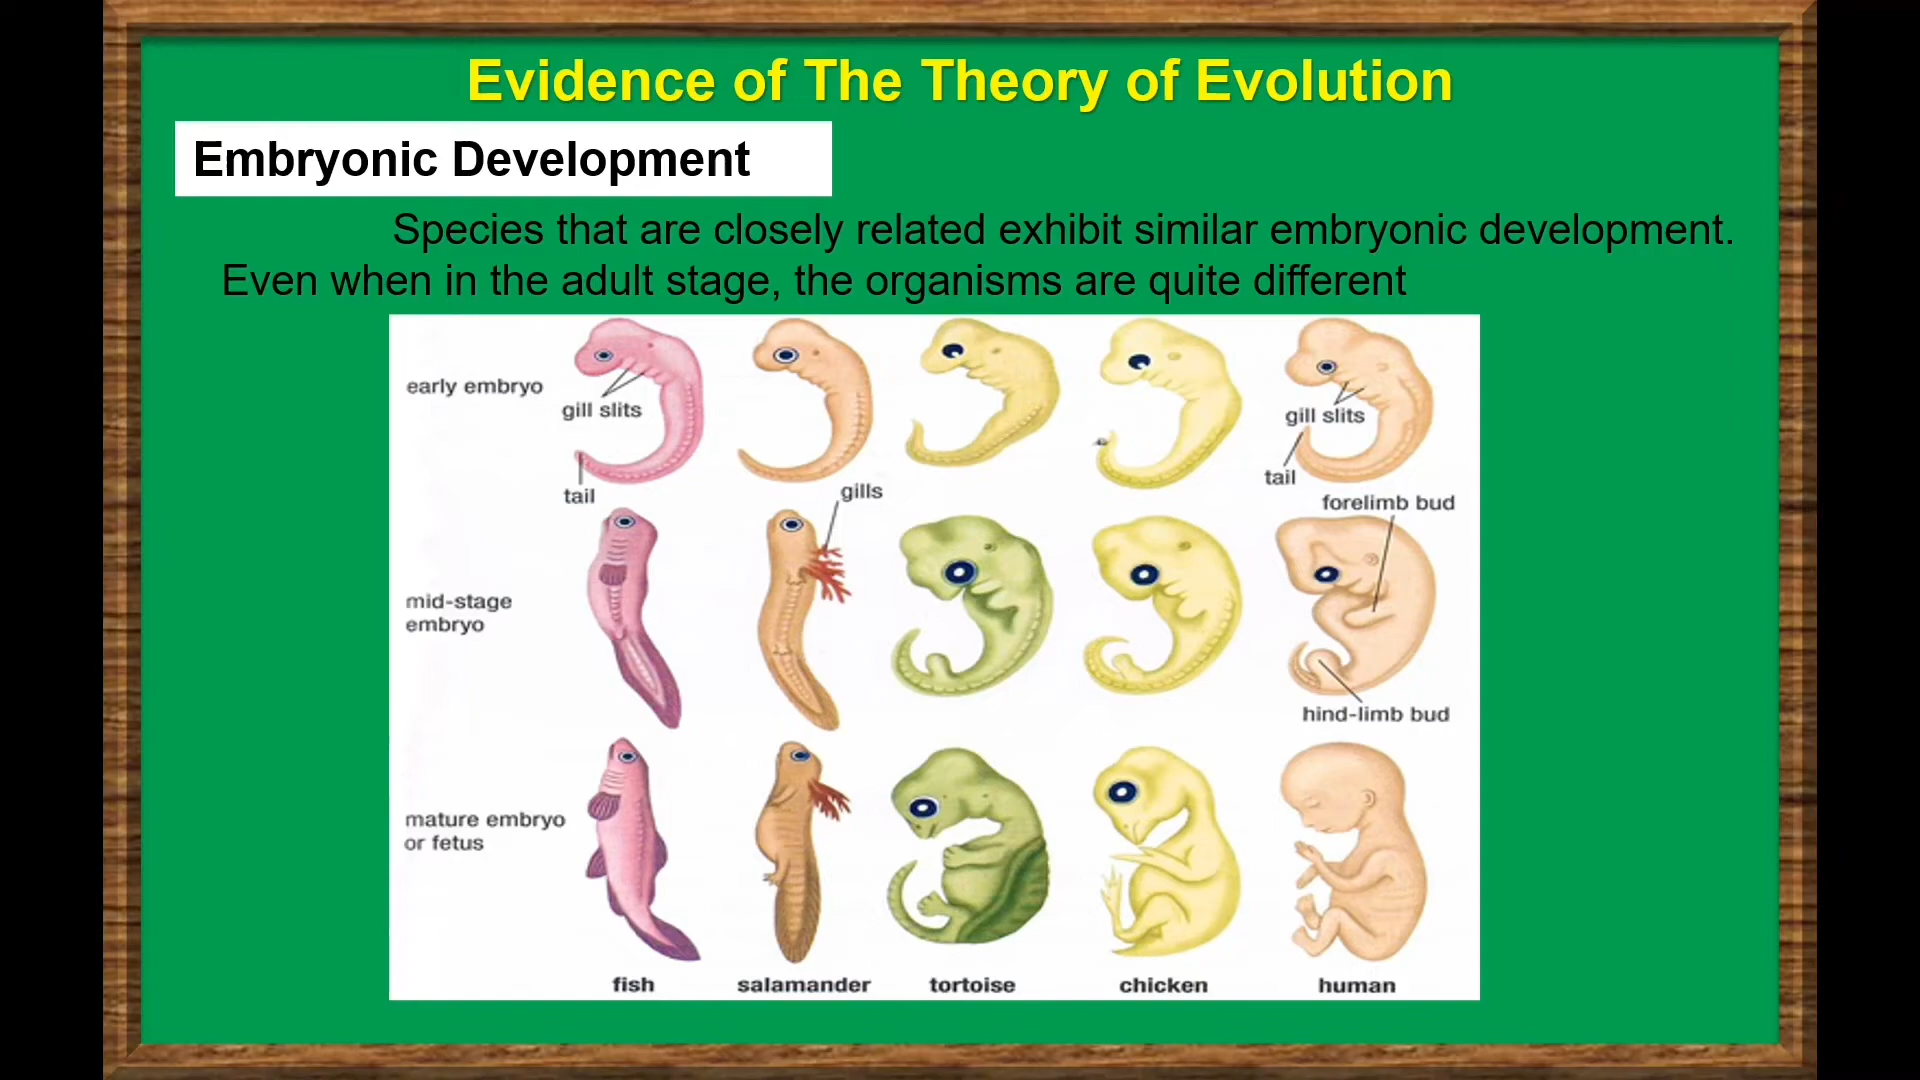 Evidence of The Theory of Evolution
Embryonic Development
Species that are closely related exhibit similar embryonic development.
Even when in the adult stage, the organisms are quite different
early embryo
gill slits
tail
gill slits
tail
gills
forelimb bud
mid-stage
embryo
hind-limb bud
mature embryo
or fetus
fish
salamander
tortoise
chicken
human